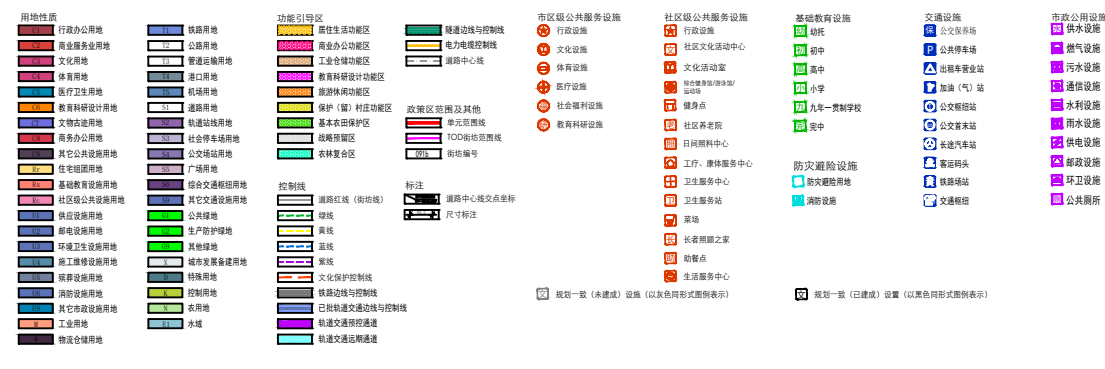 用地性质
C1 行政办公用地
C2 商业服务业用地
C3 文化用地
C4 体育用地
C5 医疗卫生用地
C6 教育科研设计用地
C7 文物古迹用地
C8 商务办公用地
C9 其它公共设施用地
Rr 住宅组团用地
Rs 基础教育设施用地
Rc 社区级公共设施用地
U1 供应设施用地
U2 邮电设施用地
U3 环境卫生设施用地
U4 施工维修设施用地
U5 殡葬设施用地
U6 消防设施用地
U9 其它市政设施用地
M 工业用地
W 物流仓储用地
T1 铁路用地
T2 公路用地
T3 管道运输用地
T4 港口用地
T5 机场用地
S1 道路用地
S2 轨道站线用地
S3 社会停车场用地
S4 公交场站用地
S5 广场用地
S6 综合交通枢纽用地
S9 其它交通设施用地
G1 公共绿地
G2 生产防护绿地
G9 其他绿地
X 城市发展备建用地
D 特殊用地
K 控制用地
N 农用地
E1 水域
功能引导区
居住生活功能区
商业办公功能区
工业仓储功能区
教育科研设计功能区
旅游休闲功能区
保护（留）村庄功能区
基本农田保护区
战略预留区
农林复合区
控制线
道路红线（街坊线）
绿线
黄线
蓝线
紫线
文化保护控制线
铁路边线与控制线
已批轨道交通边线与控制线
轨道交通预控通道
轨道交通远期通道
隧道边线与控制线
电力电缆控制线
道路中心线
政策区范围及其他
单元范围线
TOD街坊范围线
091b 街坊编号
标注
道路中心线交点坐标
尺寸标注
市区级公共服务设施
行政设施
文化设施
体育设施
医疗设施
社会福利设施
教育科研设施
社区级公共服务设施
行政设施
文 社区文化活动中心
文化活动室
综合健身馆/游泳馆/
运动场
健身点
社区养老院
日间照料中心
工疗、康体服务中心
卫生服务中心
卫生服务站
菜场
长者照顾之家
助餐点
生活服务中心
基础教育设施
幼 幼托
初 初中
高 高中
小 小学
九 九年一贯制学校
完 完中
防灾避险设施
防灾避险用地
消防设施
交通设施
保 公交保养场
P 公共停车场
出租车营业站
加油（气）站
公交枢纽站
公交首末站
长途汽车站
客运码头
铁路场站
交通枢纽
市政公用设施
供水设施
燃气设施
污水设施
通信设施
水利设施
雨水设施
供电设施
邮政设施
环卫设施
公共厕所
文 规划一致（未建成）设施（以灰色同形式图例表示）
文 规划一致（已建成）设置（以黑色同形式图例表示）